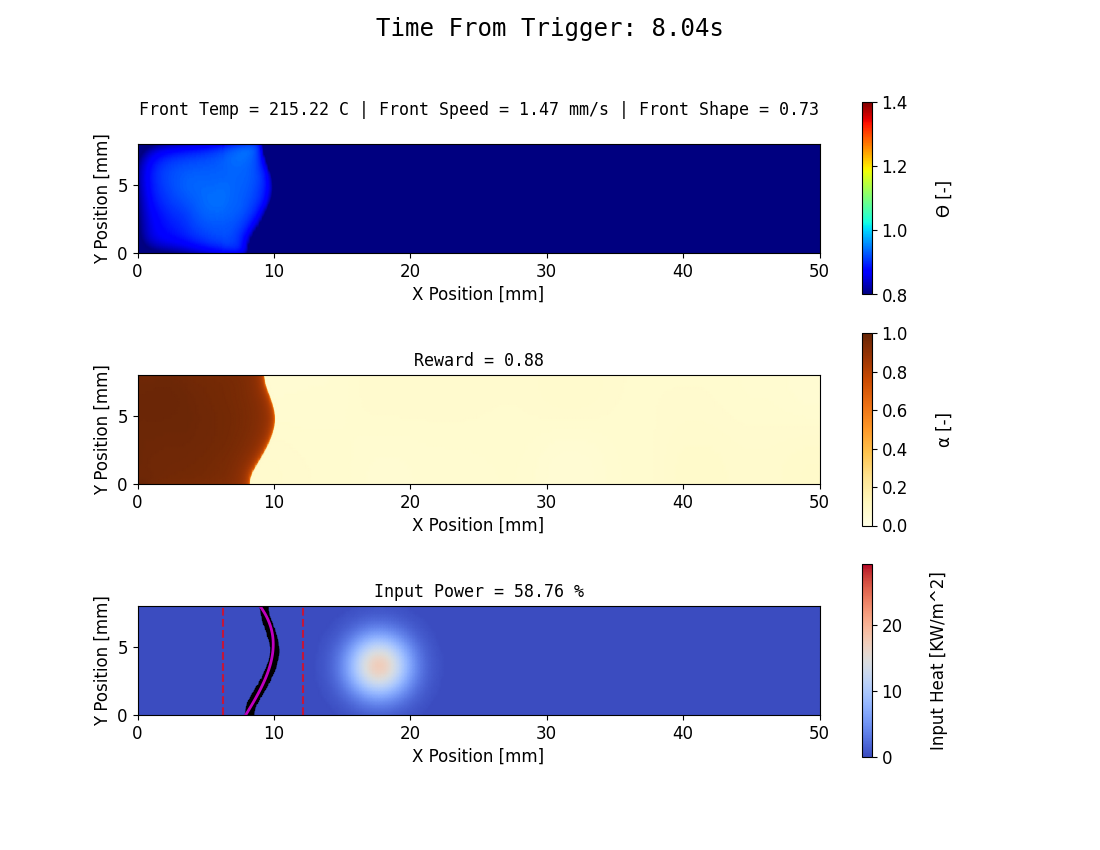 Time From Trigger: 8.04s
Front Temp = 215.22 C | Front Speed = 1.47 mm/s | Front Shape = 0.73
Y Position [mm]
5
0
0 10 20 30 40 50
X Position [mm]
1.4
1.2
1.0
0.8
Θ [-]
Reward = 0.88
Y Position [mm]
5
0
0 10 20 30 40 50
X Position [mm]
1.0
0.8
0.6
0.4
0.2
0.0
α [-]
Input Power = 58.76 %
Y Position [mm]
5
0
0 10 20 30 40 50
X Position [mm]
20
10
0
Input Heat [KW/m^2]